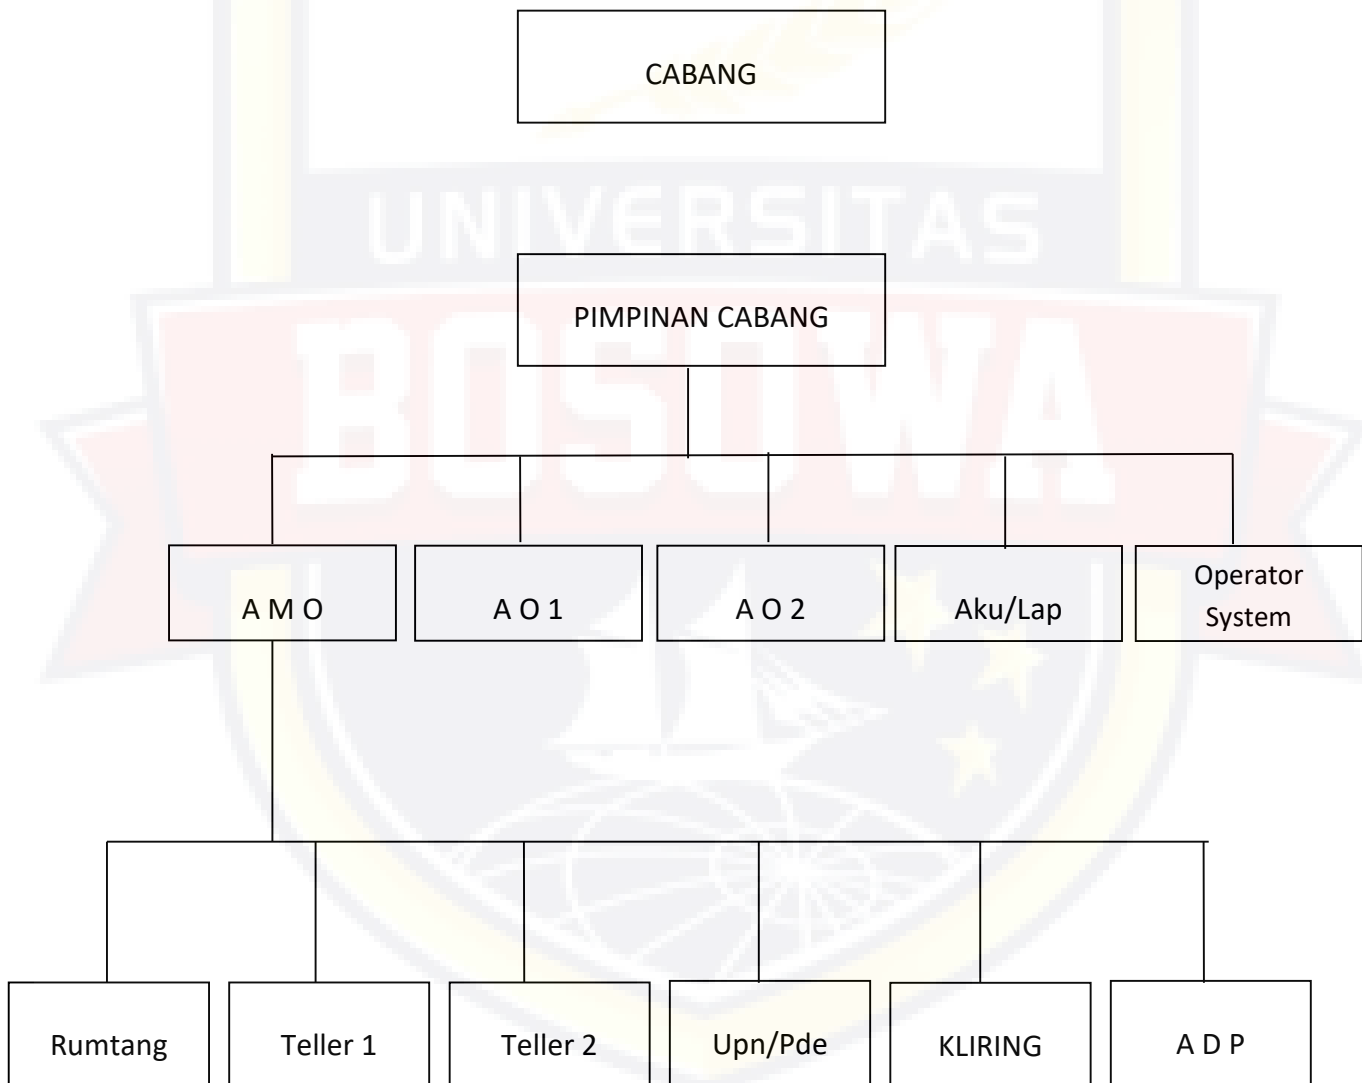 CABANG
UNIVERSITAS
PIMPINAN CABANG
BOSOWA
A M O
A O 1
A O 2
Aku/Lap
Operator
System
Rumtang
Teller 1
Teller 2
Upn/Pde
KLIRING
A D P